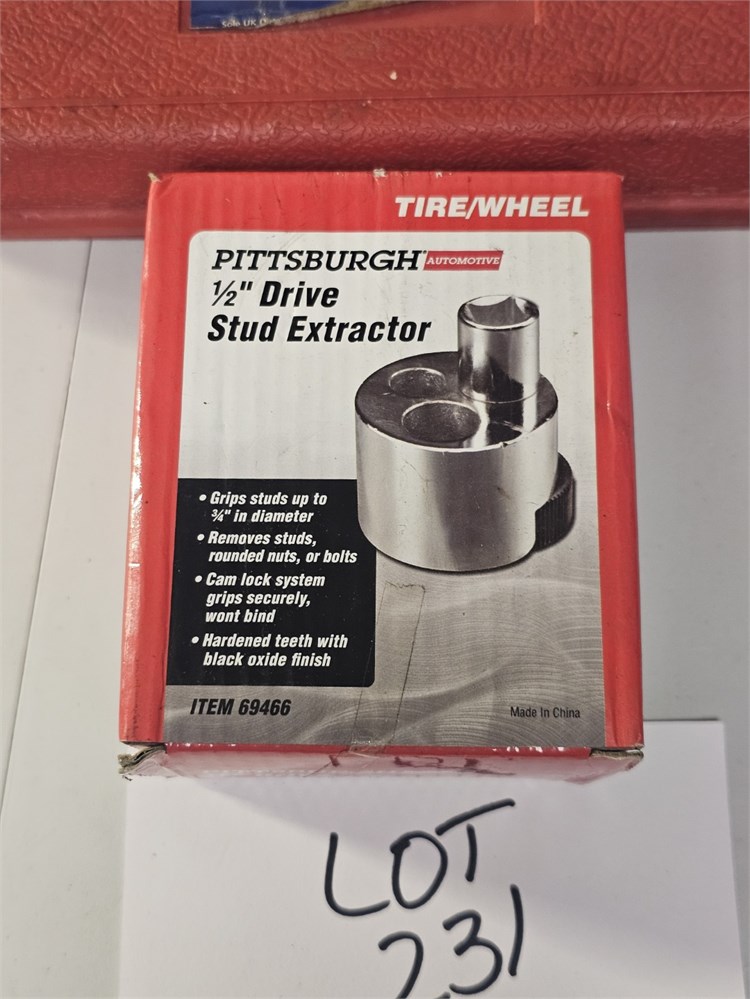 Sole UK D
TIRE/WHEEL
PITTSBURGH® AUTOMOTIVE
½" Drive
Stud Extractor
• Grips studs up to
¾" in diameter
• Removes studs,
rounded nuts, or bolts
• Cam lock system
grips securely,
wont bind
• Hardened teeth with
black oxide finish
ITEM 69466
Made In China
LOT
231